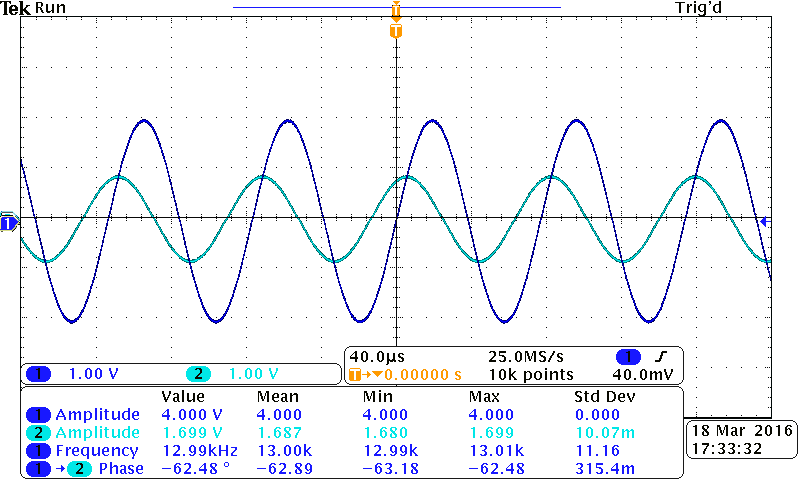 Tek Run Trig'd
T
T
1
40.0µs 25.0MS/s 1
1 1.00 V 2 1.00 V T→▼0.00000 s 10k points 40.0mV
Value Mean Min Max Std Dev
1 Amplitude 4.000 V 4.000 4.000 4.000 0.000
2 Amplitude 1.699 V 1.687 1.680 1.699 10.07m
1 Frequency 12.99kHz 13.00k 12.99k 13.01k 11.16
1 → 2 Phase −62.48 ° −62.89 −63.18 −62.48 315.4m
18 Mar 2016
17:33:32